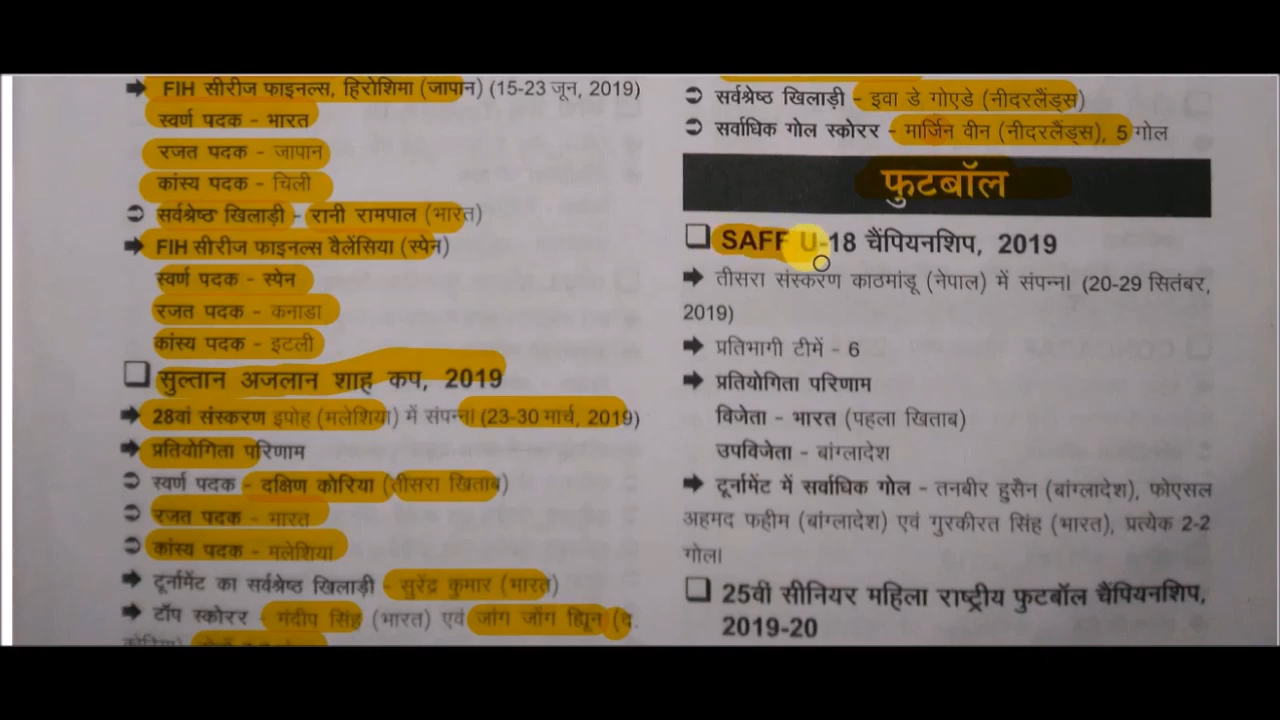 ➡ FIH सीरीज फाइनल्स, हिरोशिमा (जापान) (15-23 जून, 2019)
स्वर्ण पदक - भारत
रजत पदक - जापान
कांस्य पदक - चिली
➲ सर्वश्रेष्ठ खिलाड़ी - रानी रामपाल (भारत)
➡ FIH सीरीज फाइनल्स वैलेंसिया (स्पेन)
स्वर्ण पदक - स्पेन
रजत पदक - कनाडा
कांस्य पदक - इटली
❑ सुल्तान अजलान शाह कप, 2019
➡ 28वां संस्करण इपोह (मलेशिया) में संपन्न। (23-30 मार्च, 2019)
➡ प्रतियोगिता परिणाम
➲ स्वर्ण पदक - दक्षिण कोरिया (तीसरा खिताब)
➲ रजत पदक - भारत
➲ कांस्य पदक - मलेशिया
➡ टूर्नामेंट का सर्वश्रेष्ठ खिलाड़ी - सुरेंद्र कुमार (भारत)
➡ टॉप स्कोरर - मंदीप सिंह (भारत) एवं जांग जोंग ह्यिून (द.
➲ सर्वश्रेष्ठ खिलाड़ी - इवा डे गोएडे (नीदरलैंड्स)
➲ सर्वाधिक गोल स्कोरर - मार्जिन वीन (नीदरलैंड्स), 5 गोल
फुटबॉल
❑ SAFF U-18 चैंपियनशिप, 2019
➡ तीसरा संस्करण काठमांडू (नेपाल) में संपन्न। (20-29 सितंबर,
2019)
➡ प्रतिभागी टीमें - 6
➡ प्रतियोगिता परिणाम
विजेता - भारत (पहला खिताब)
उपविजेता - बांग्लादेश
➡ टूर्नामेंट में सर्वाधिक गोल - तनबीर हुसैन (बांग्लादेश), फोएसल
अहमद फहीम (बांग्लादेश) एवं गुरकीरत सिंह (भारत), प्रत्येक 2-2
गोल।
❑ 25वीं सीनियर महिला राष्ट्रीय फुटबॉल चैंपियनशिप,
2019-20